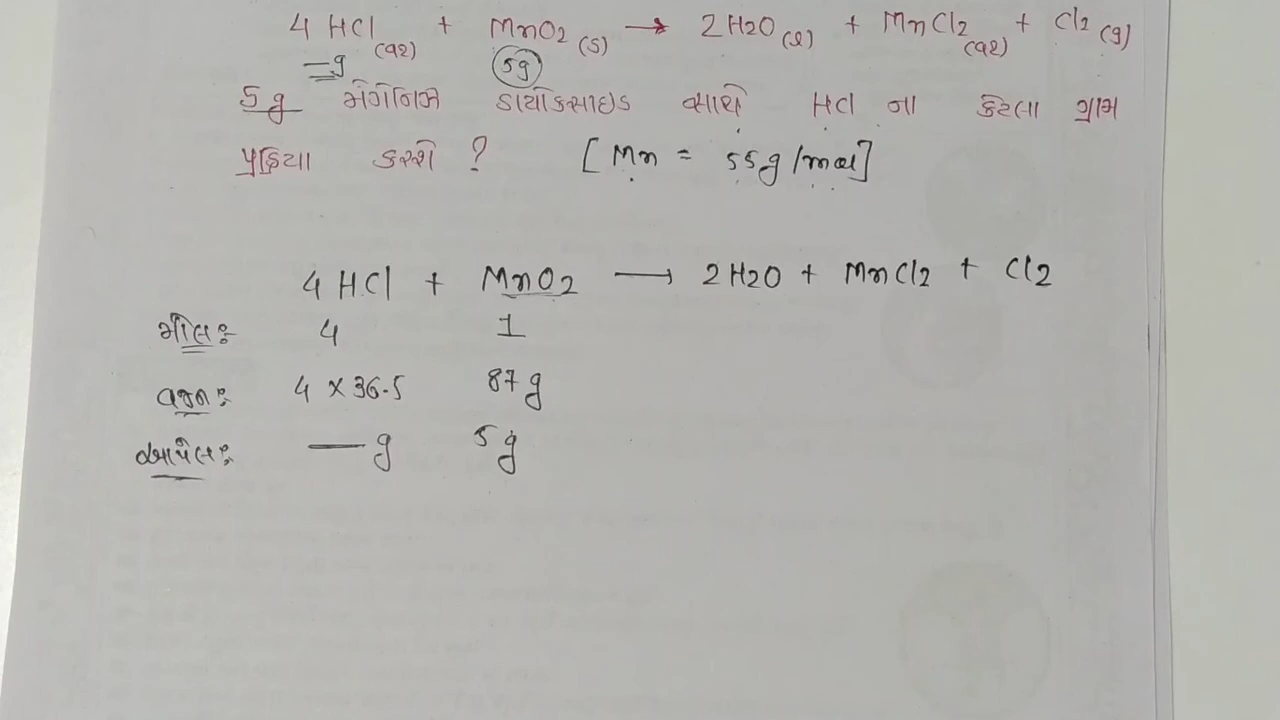 4 HCl (aq) + MnO2 (s) → 2H2O (l) + MnCl2 (aq) + Cl2 (g)
—g 5g
5g મેંગેનિઝ ડાયોકસાઇડ સાથે HCl ના કેટલા ગ્રામ
પ્રક્રિયા કરશે ? [Mn = 55g/mol]
4 HCl + MnO2 → 2H2O + MnCl2 + Cl2
મોલ: 4 1
વજન: 4 × 36.5 87g
આપેલ: — g 5g